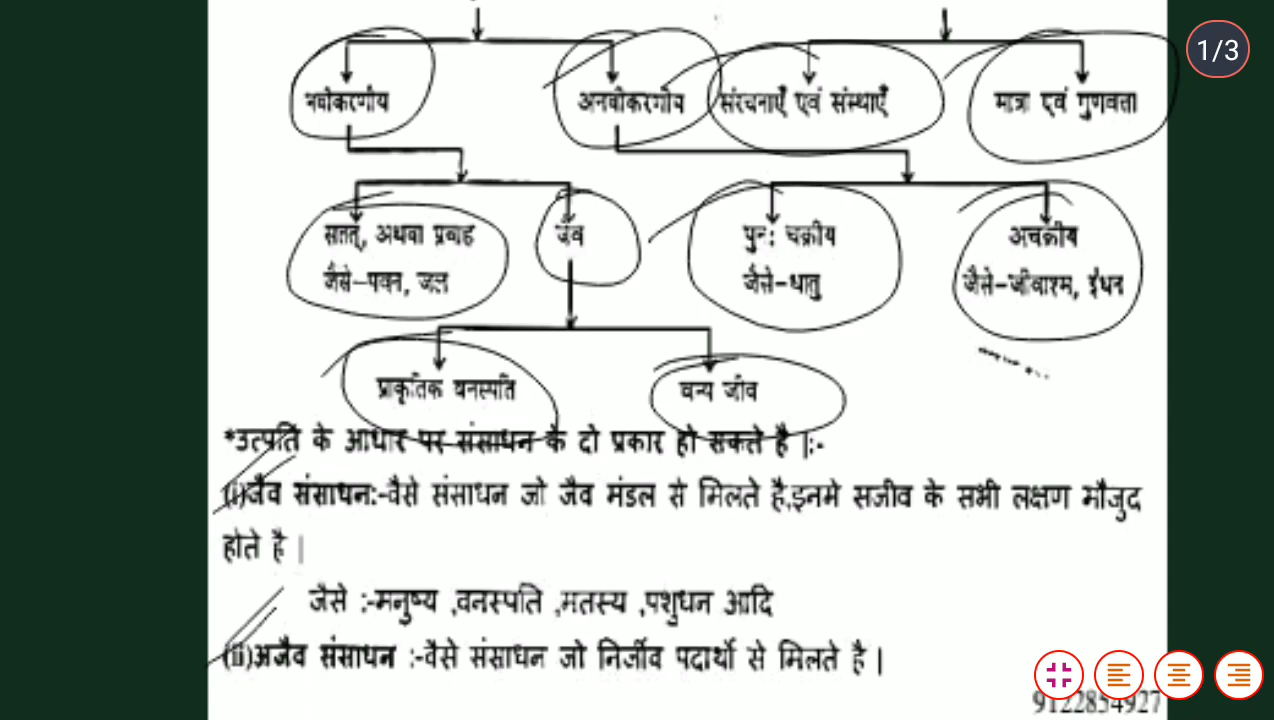 1/3
नवीकरणीय अनवीकरणीय संरचनाएँ एवं संस्थाएँ मात्रा एवं गुणवत्ता
सतत्, अथवा प्रवाह जैव पुनः चक्रीय अचक्रीय
जैसे-पवन, जल जैसे-धातु जैसे-जीवाश्म, ईंधन
प्राकृतिक वनस्पति वन्य जीव
*उत्पति के आधार पर संसाधन के दो प्रकार हो सकते है |:-
(i)जैव संसाधन:-वैसे संसाधन जो जैव मंडल से मिलते है,इनमे सजीव के सभी लक्षण मौजुद
होते है |
जैसे :-मनुष्य ,वनस्पति ,मतस्य ,पशुधन आदि
(ii)अजैव संसाधन :-वैसे संसाधन जो निर्जीव पदार्थो से मिलते है |
9122854927